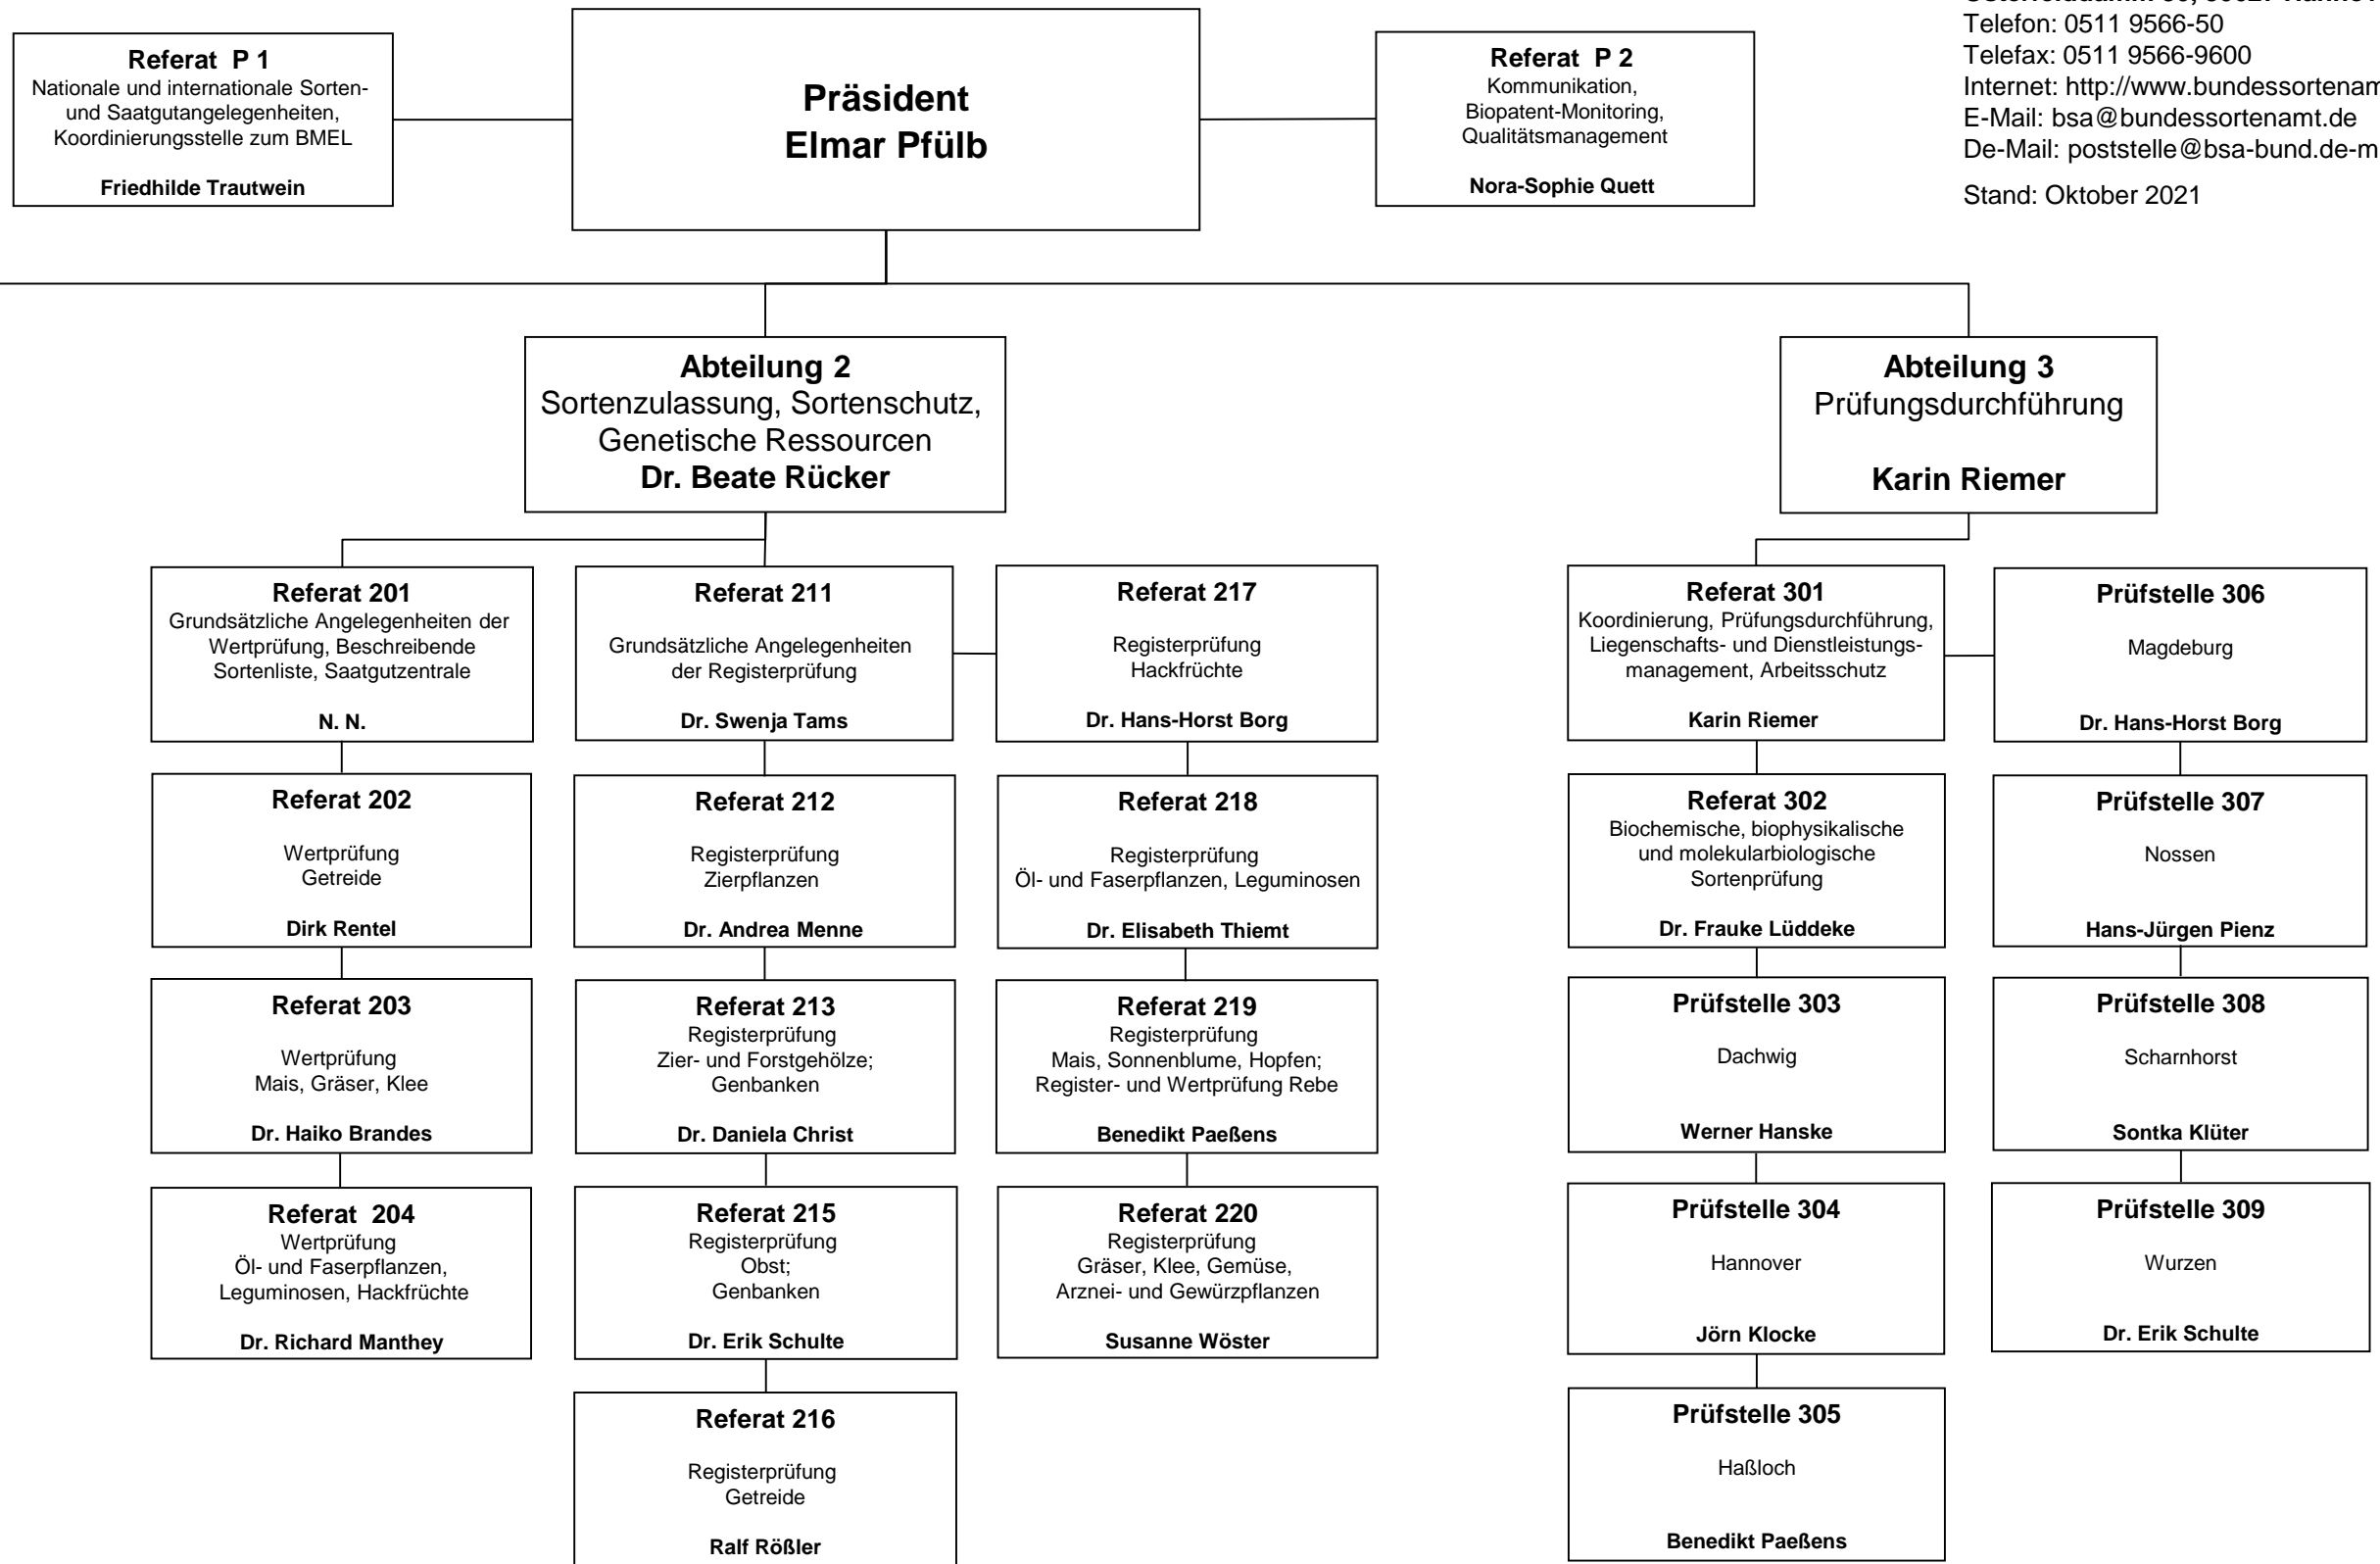 Referat P 1
Nationale und internationale Sorten-
und Saatgutangelegenheiten,
Koordinierungsstelle zum BMEL
Friedhilde Trautwein
Präsident
Elmar Pfülb
Referat P 2
Kommunikation,
Biopatent-Monitoring,
Qualitätsmanagement
Nora-Sophie Quett
Telefon: 0511 9566-50
Telefax: 0511 9566-9600
Internet: http://www.bundessortenam
E-Mail: bsa@bundessortenamt.de
De-Mail: poststelle@bsa-bund.de-m
Stand: Oktober 2021
Abteilung 2
Sortenzulassung, Sortenschutz,
Genetische Ressourcen
Dr. Beate Rücker
Abteilung 3
Prüfungsdurchführung
Karin Riemer
Referat 201
Grundsätzliche Angelegenheiten der
Wertprüfung, Beschreibende
Sortenliste, Saatgutzentrale
N. N.
Referat 202
Wertprüfung
Getreide
Dirk Rentel
Referat 203
Wertprüfung
Mais, Gräser, Klee
Dr. Haiko Brandes
Referat 204
Wertprüfung
Öl- und Faserpflanzen,
Leguminosen, Hackfrüchte
Dr. Richard Manthey
Referat 211
Grundsätzliche Angelegenheiten
der Registerprüfung
Dr. Swenja Tams
Referat 212
Registerprüfung
Zierpflanzen
Dr. Andrea Menne
Referat 213
Registerprüfung
Zier- und Forstgehölze;
Genbanken
Dr. Daniela Christ
Referat 215
Registerprüfung
Obst;
Genbanken
Dr. Erik Schulte
Referat 216
Registerprüfung
Getreide
Ralf Rößler
Referat 217
Registerprüfung
Hackfrüchte
Dr. Hans-Horst Borg
Referat 218
Registerprüfung
Öl- und Faserpflanzen, Leguminosen
Dr. Elisabeth Thiemt
Referat 219
Registerprüfung
Mais, Sonnenblume, Hopfen;
Register- und Wertprüfung Rebe
Benedikt Paeßens
Referat 220
Registerprüfung
Gräser, Klee, Gemüse,
Arznei- und Gewürzpflanzen
Susanne Wöster
Referat 301
Koordinierung, Prüfungsdurchführung,
Liegenschafts- und Dienstleistungs-
management, Arbeitsschutz
Karin Riemer
Referat 302
Biochemische, biophysikalische
und molekularbiologische
Sortenprüfung
Dr. Frauke Lüddeke
Prüfstelle 303
Dachwig
Werner Hanske
Prüfstelle 304
Hannover
Jörn Klocke
Prüfstelle 305
Haßloch
Benedikt Paeßens
Prüfstelle 306
Magdeburg
Dr. Hans-Horst Borg
Prüfstelle 307
Nossen
Hans-Jürgen Pienz
Prüfstelle 308
Scharnhorst
Sontka Klüter
Prüfstelle 309
Wurzen
Dr. Erik Schulte